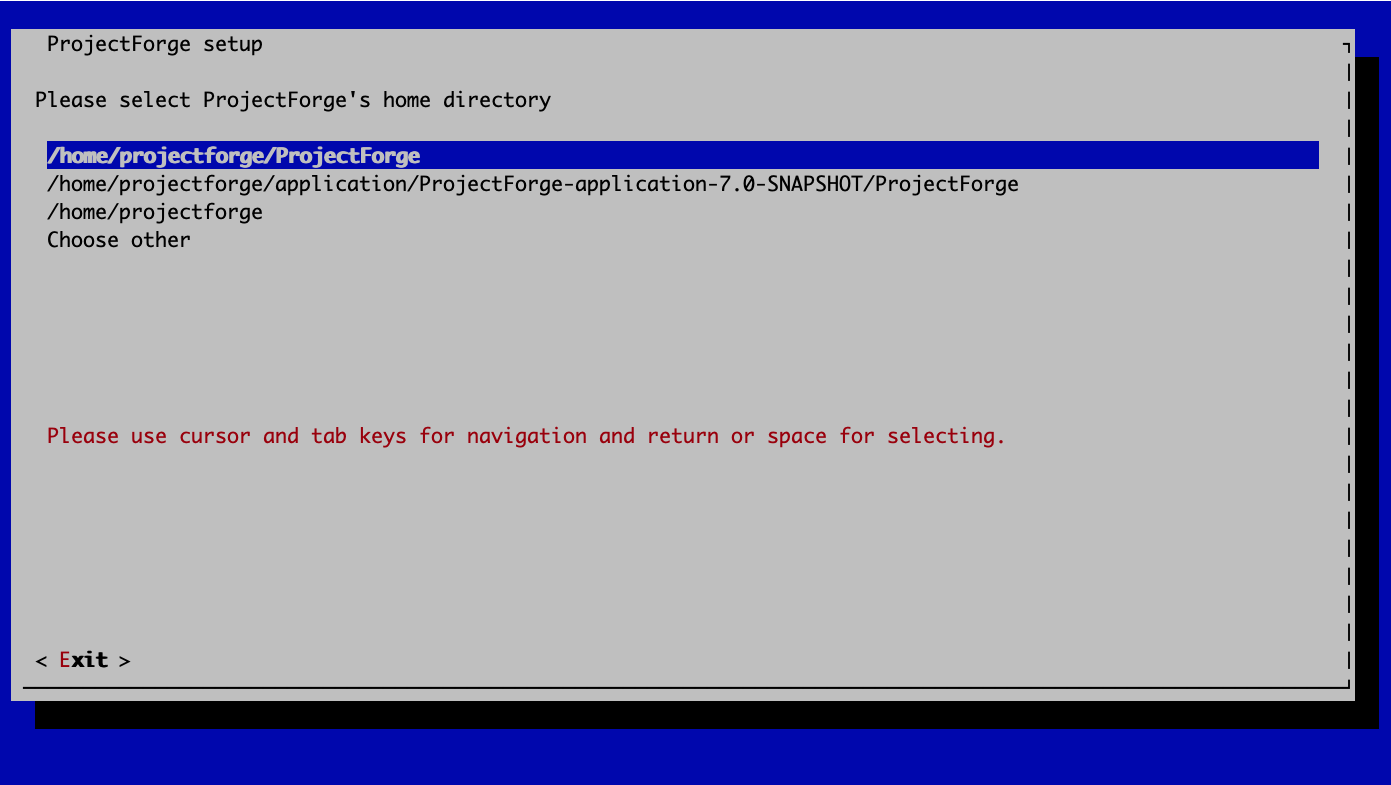 ProjectForge setup
Please select ProjectForge's home directory
/home/projectforge/ProjectForge
/home/projectforge/application/ProjectForge-application-7.0-SNAPSHOT/ProjectForge
/home/projectforge
Choose other
Please use cursor and tab keys for navigation and return or space for selecting.
< Exit >